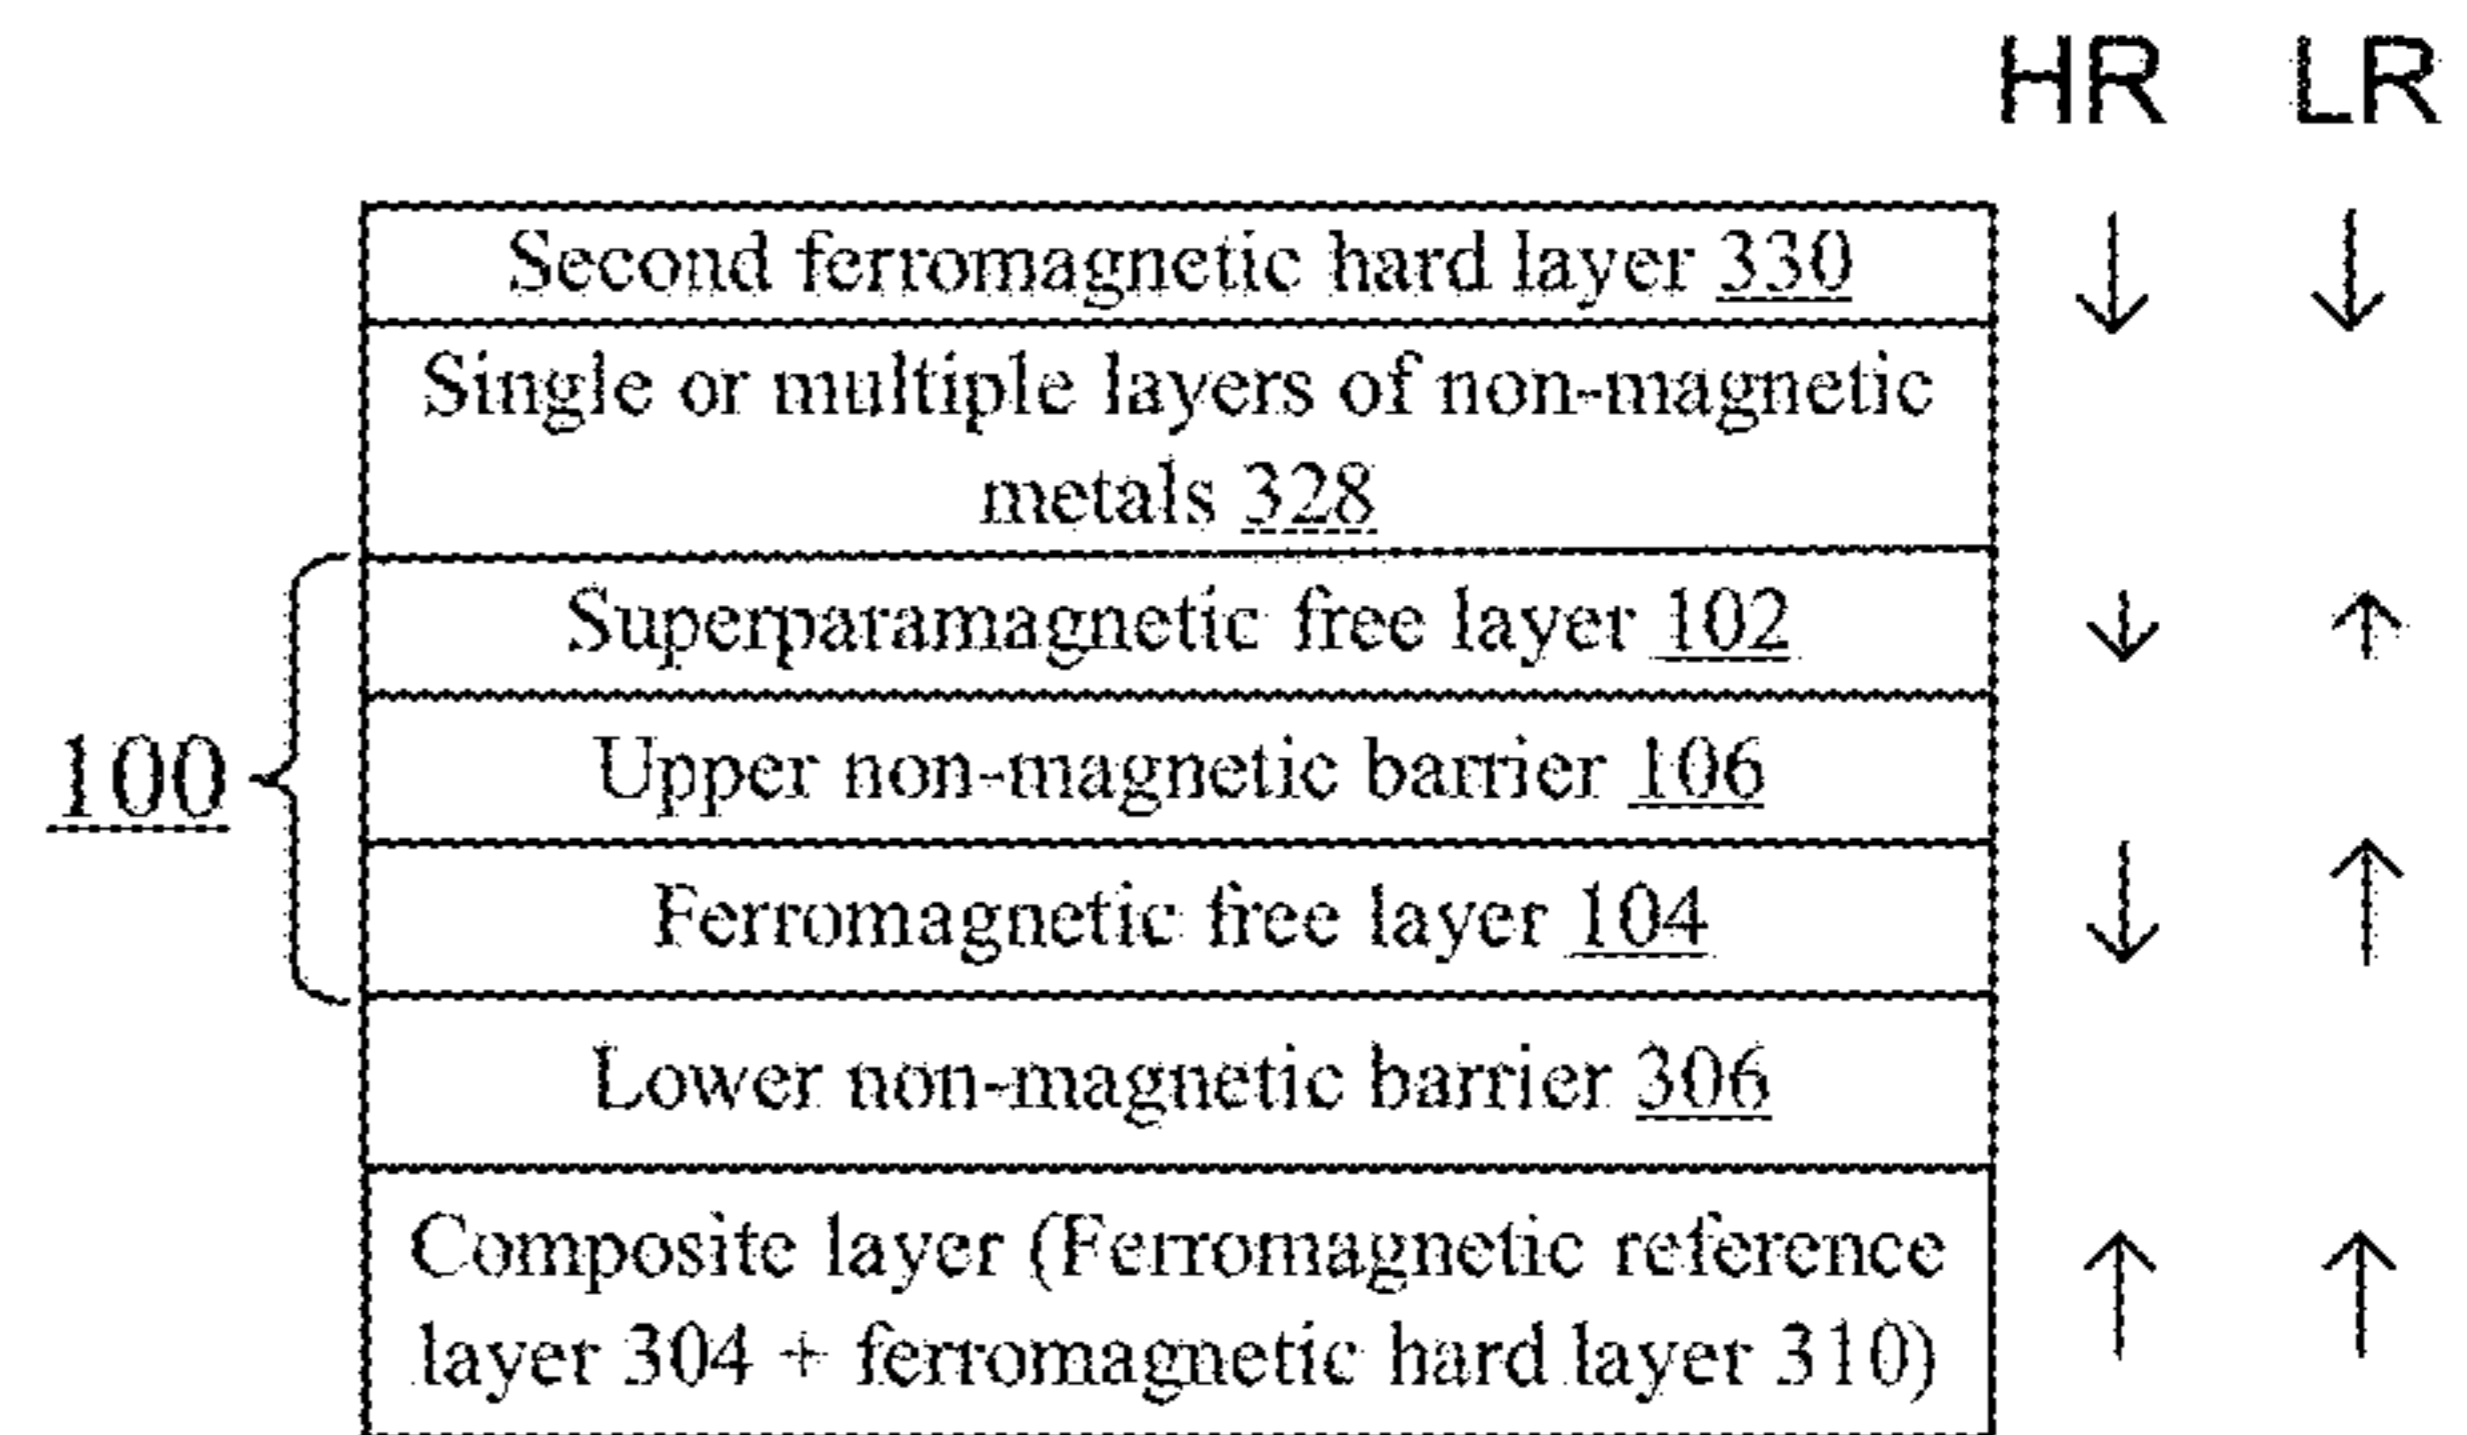 HR LR
Second ferromagnetic hard layer 330
Single or multiple layers of non-magnetic
metals 328
Superparamagnetic free layer 102
Upper non-magnetic barrier 106
100
Ferromagnetic free layer 104
Lower non-magnetic barrier 306
Composite layer (Ferromagnetic reference
layer 304 + ferromagnetic hard layer 310)